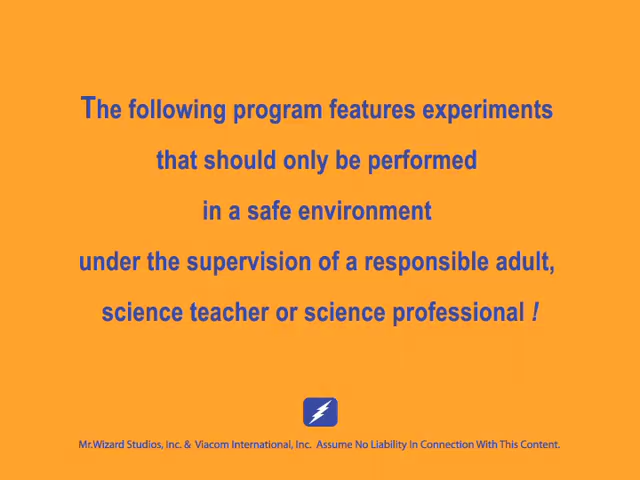 The following program features experiments
that should only be performed
in a safe environment
under the supervision of a responsible adult,
science teacher or science professional !
Mr.Wizard Studios, Inc. & Viacom International, Inc. Assume No Liability In Connection With This Content.